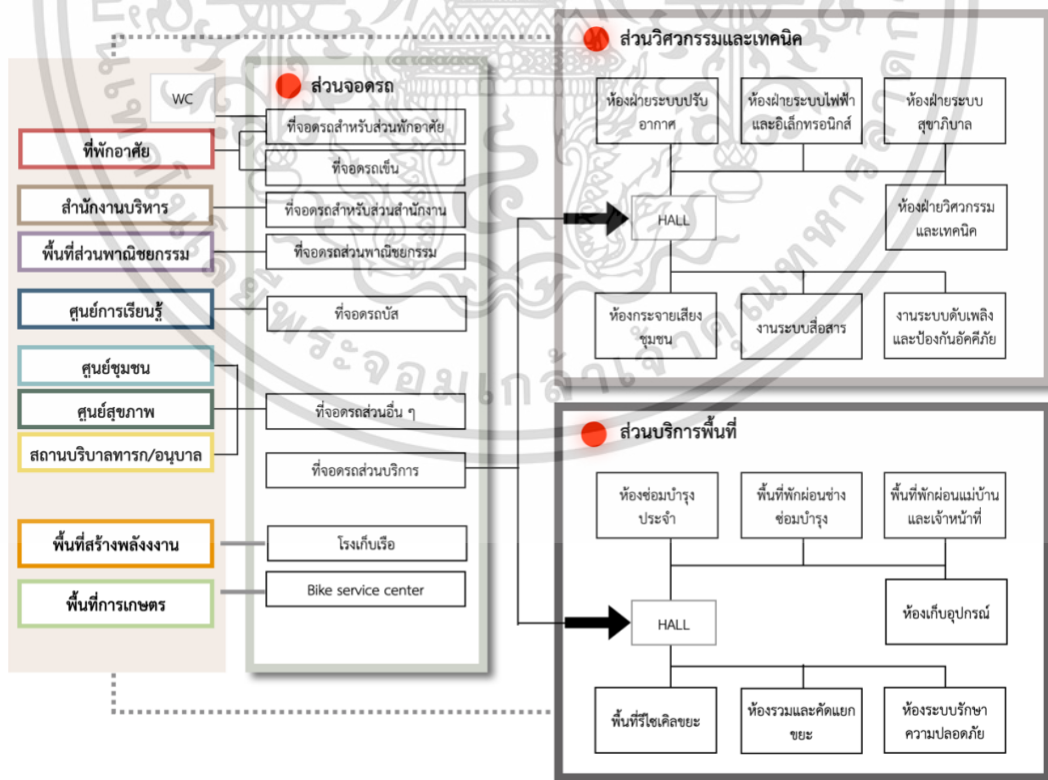 ส่วนวิศวกรรมและเทคนิค
ห้องฝ่ายระบบปรับ
อากาศ
ห้องฝ่ายระบบไฟฟ้า
และอิเล็กทรอนิกส์
ห้องฝ่ายระบบ
สุขาภิบาล
HALL
ห้องฝ่ายวิศวกรรม
และเทคนิค
ห้องกระจายเสียง
ชุมชน
งานระบบสื่อสาร
งานระบบดับเพลิง
และป้องกันอัคคีภัย
WC
ที่พักอาศัย
สำนักงานบริหาร
พื้นที่ส่วนพาณิชยกรรม
ศูนย์การเรียนรู้
ศูนย์ชุมชน
ศูนย์สุขภาพ
สถานบริบาลทารก/อนุบาล
พื้นที่สร้างพลังงงาน
พื้นที่การเกษตร
ส่วนจอดรถ
ที่จอดรถสำหรับส่วนพักอาศัย
ที่จอดรถเข็น
ที่จอดรถสำหรับส่วนสำนักงาน
ที่จอดรถส่วนพาณิชยกรรม
ที่จอดรถบัส
ที่จอดรถส่วนอื่น ๆ
ที่จอดรถส่วนบริการ
โรงเก็บเรือ
Bike service center
ส่วนบริการพื้นที่
ห้องซ่อมบำรุง
ประจำ
พื้นที่พักผ่อนช่าง
ซ่อมบำรุง
พื้นที่พักผ่อนแม่บ้าน
และเจ้าหน้าที่
HALL
ห้องเก็บอุปกรณ์
พื้นที่รีไซเคิลขยะ
ห้องรวมและคัดแยก
ขยะ
ห้องระบบรักษา
ความปลอดภัย